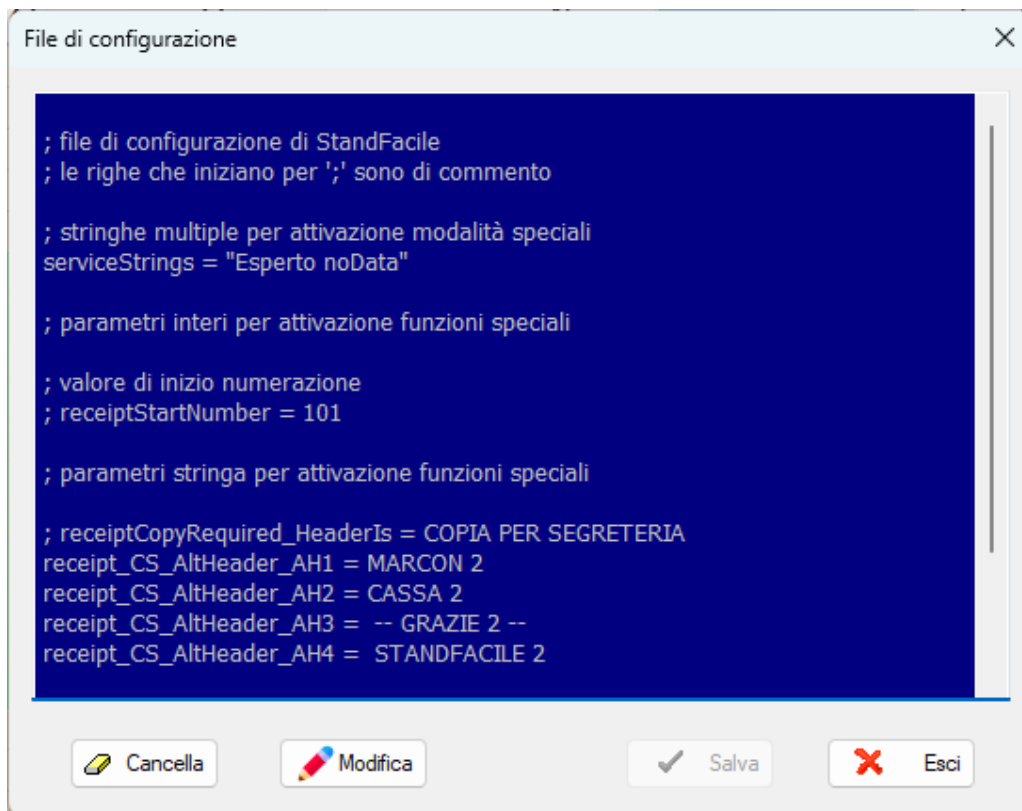 File di configurazione
; file di configurazione di StandFacile
; le righe che iniziano per ';' sono di commento
; stringhe multiple per attivazione modalità speciali
serviceStrings = "Esperto noData"
; parametri interi per attivazione funzioni speciali
; valore di inizio numerazione
; receiptStartNumber = 101
; parametri stringa per attivazione funzioni speciali
; receiptCopyRequired_HeaderIs = COPIA PER SEGRETERIA
receipt_CS_AltHeader_AH1 = MARCON 2
receipt_CS_AltHeader_AH2 = CASSA 2
receipt_CS_AltHeader_AH3 =  -- GRAZIE 2 --
receipt_CS_AltHeader_AH4 =  STANDFACILE 2
Cancella Modifica Salva Esci